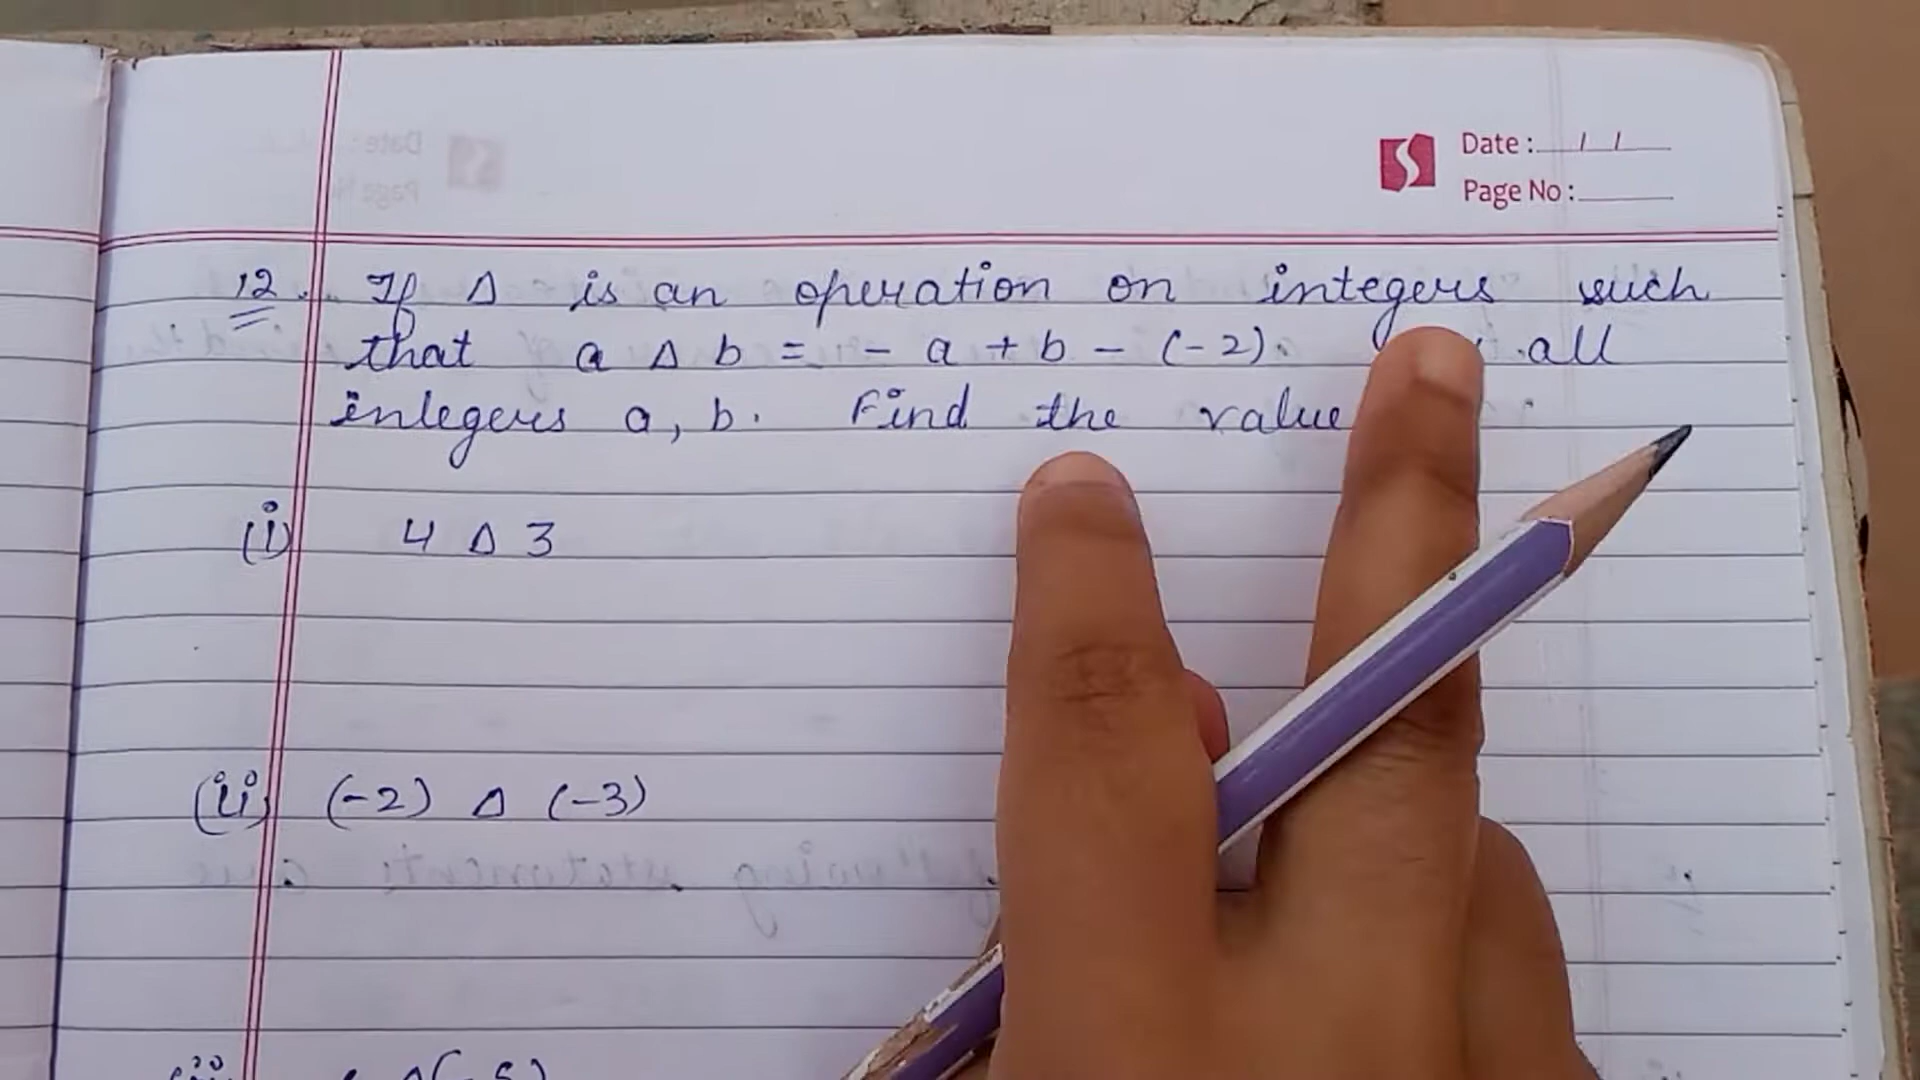 Date : / /
Page No :
12. If Δ is an operation on integers such
that a Δ b = - a + b - (-2). all
integers a, b. Find the value
(i) 4 Δ 3
(ii) (-2) Δ (-3)